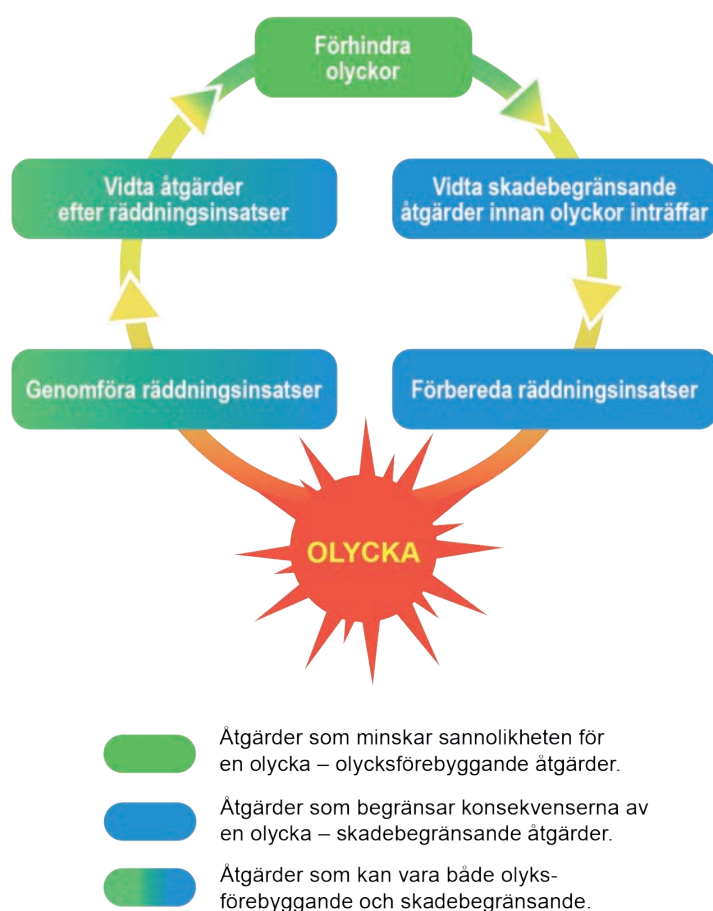 Förhindra
olyckor
Vidta åtgärder
efter räddningsinsatser
Vidta skadebegränsande
åtgärder innan olyckor inträffar
Genomföra räddningsinsatser
Förbereda räddningsinsatser
OLYCKA
Åtgärder som minskar sannolikheten för
en olycka – olycksförebyggande åtgärder.
Åtgärder som begränsar konsekvenserna av
en olycka – skadebegränsande åtgärder.
Åtgärder som kan vara både olyks-
förebyggande och skadebegränsande.